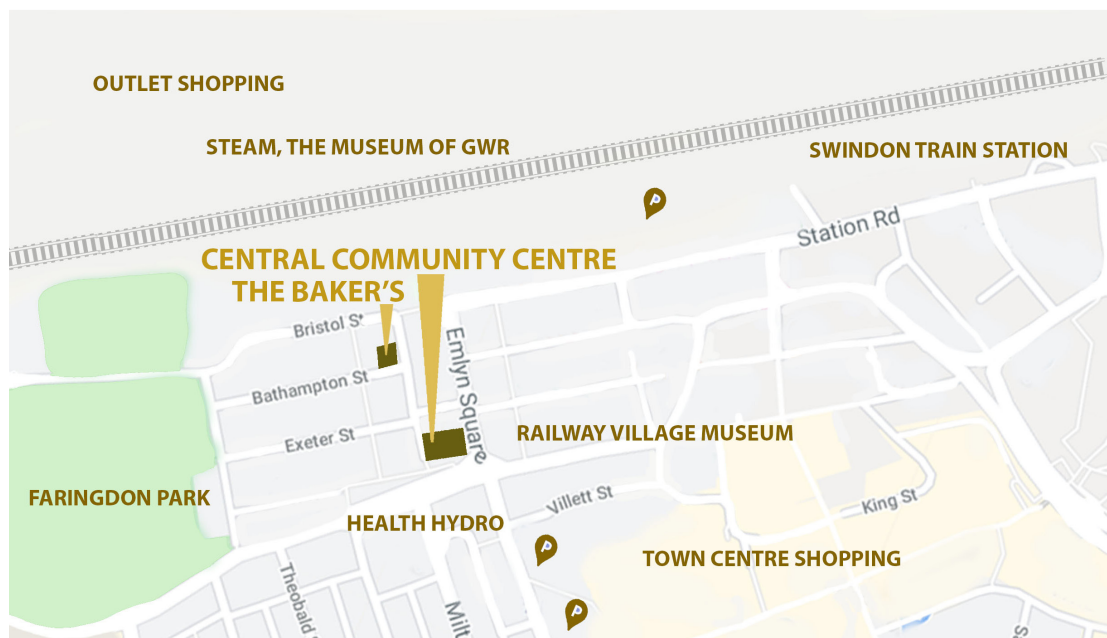 OUTLET SHOPPING
STEAM, THE MUSEUM OF GWR
SWINDON TRAIN STATION
P
Station Rd
CENTRAL COMMUNITY CENTRE
THE BAKER'S
Bristol St
Emlyn Square
Bathampton St
Exeter St
RAILWAY VILLAGE MUSEUM
FARINGDON PARK
Villett St
King St
HEALTH HYDRO
P
TOWN CENTRE SHOPPING
Theobald
Milt
P
S